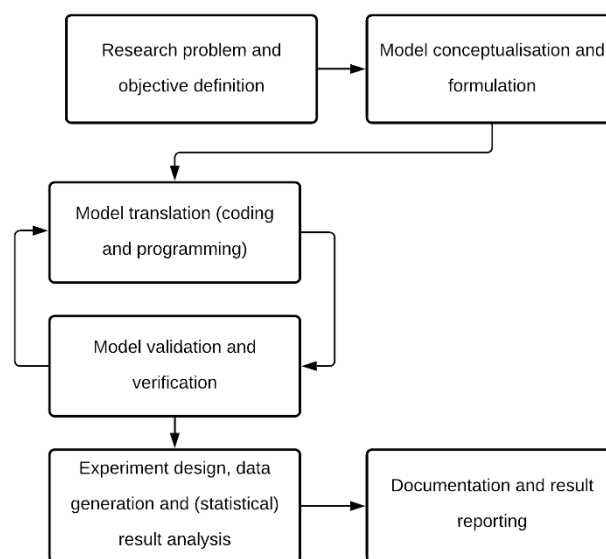 Research problem and
objective definition
Model conceptualisation and
formulation
Model translation (coding
and programming)
Model validation and
verification
Experiment design, data
generation and (statistical)
result analysis
Documentation and result
reporting